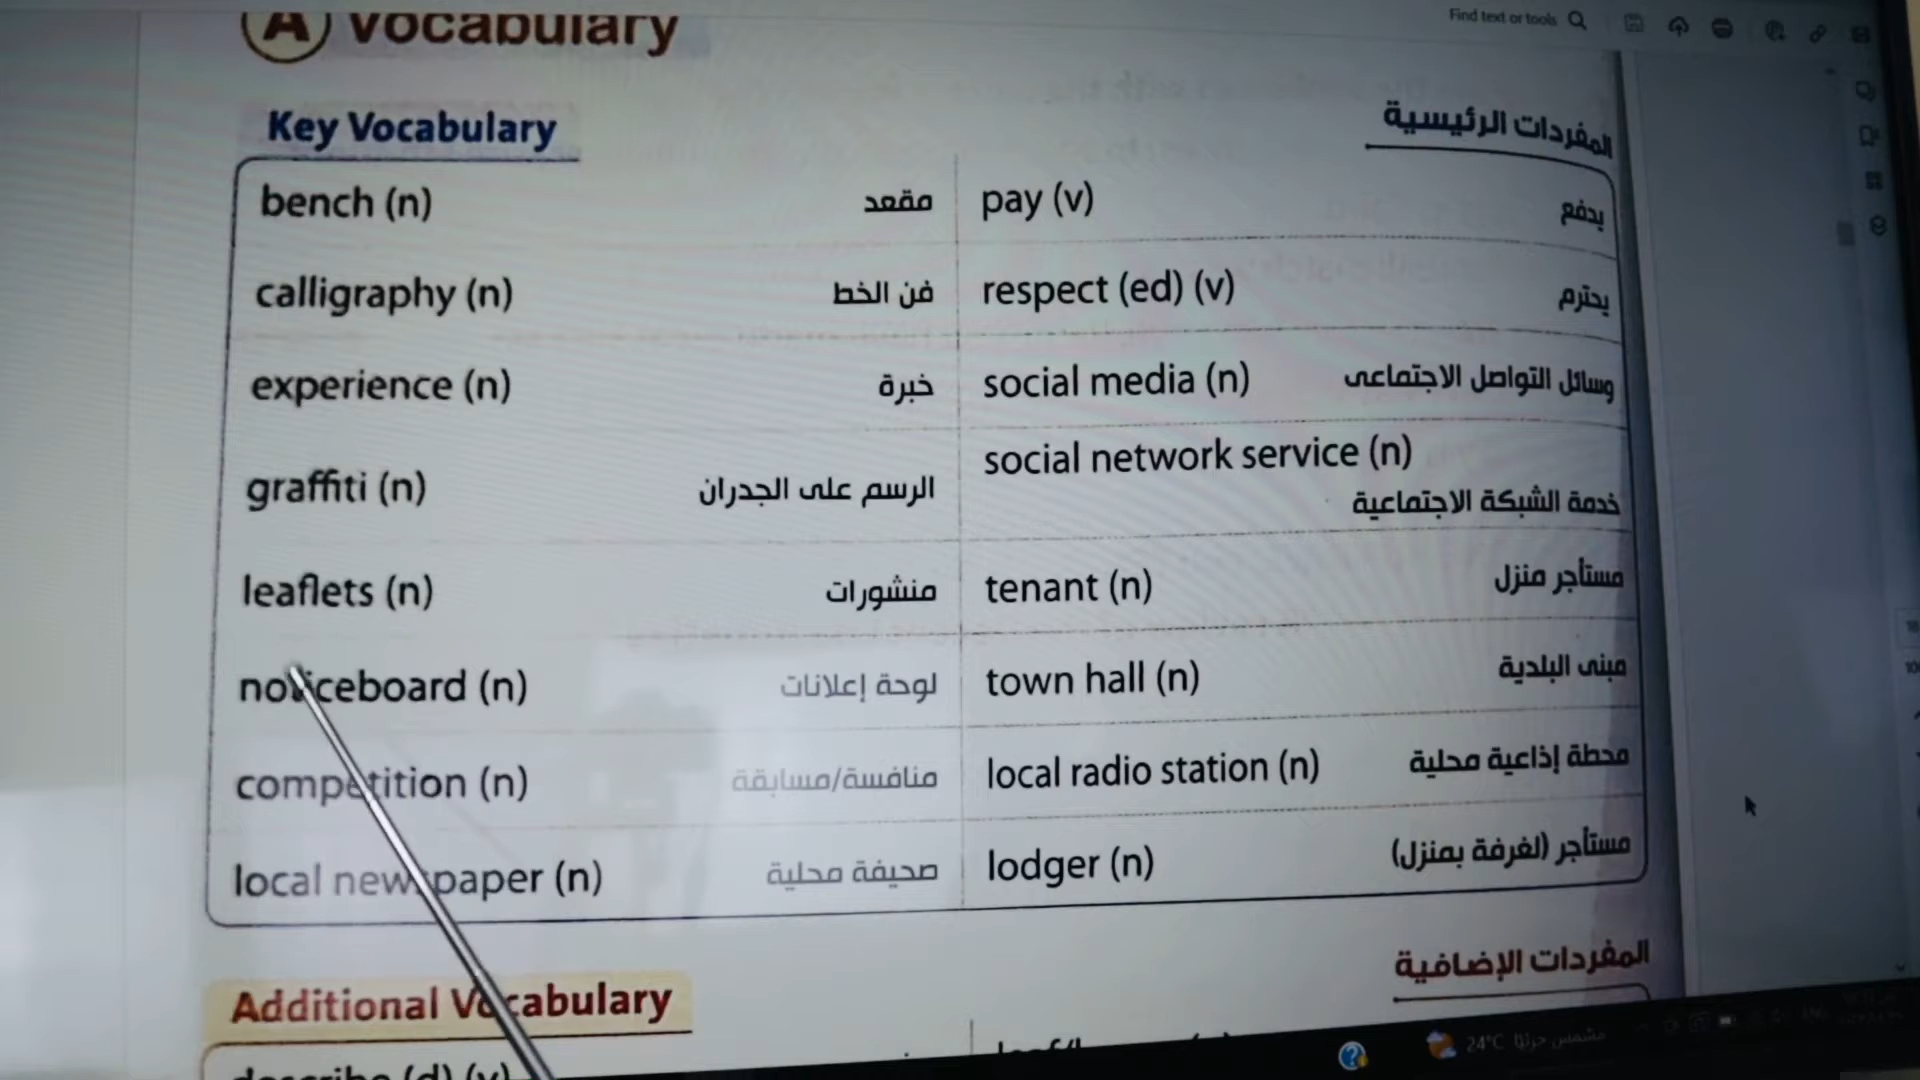 A Vocabulary
Find text or tools
Key Vocabulary
المفردات الرئيسية
bench (n) مقعد
pay (v) يدفع
calligraphy (n) فن الخط
respect (ed) (v) يحترم
experience (n) خبرة
social media (n) وسائل التواصل الاجتماعى
graffiti (n) الرسم على الجدران
social network service (n)
خدمة الشبكة الاجتماعية
leaflets (n) منشورات
tenant (n) مستأجر منزل
noticeboard (n) لوحة إعلانات
town hall (n) مبنى البلدية
competition (n) منافسة/مسابقة
local radio station (n) محطة إذاعية محلية
local newspaper (n) صحيفة محلية
lodger (n) مستأجر (لغرفة بمنزل)
Additional Vocabulary
المفردات الإضافية
describe (d) (v)
24°C مشمس جزئيًا